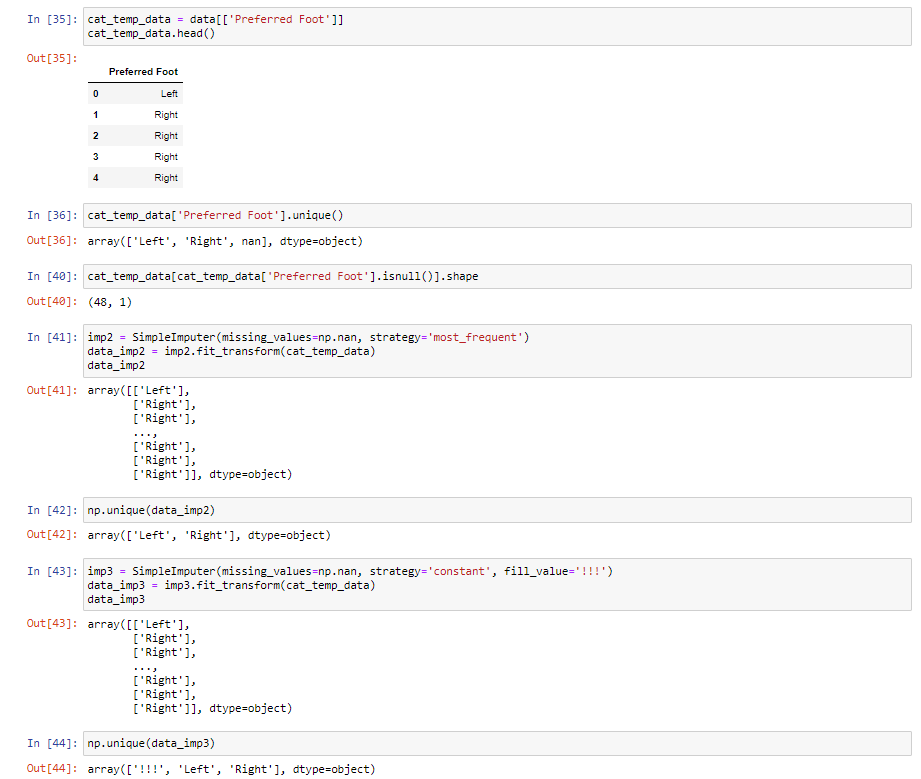 In [35]: cat_temp_data = data[['Preferred Foot']]
cat_temp_data.head()
Out[35]:
Preferred Foot
0 Left
1 Right
2 Right
3 Right
4 Right
In [36]: cat_temp_data['Preferred Foot'].unique()
Out[36]: array(['Left', 'Right', nan], dtype=object)
In [40]: cat_temp_data[cat_temp_data['Preferred Foot'].isnull()].shape
Out[40]: (48, 1)
In [41]: imp2 = SimpleImputer(missing_values=np.nan, strategy='most_frequent')
data_imp2 = imp2.fit_transform(cat_temp_data)
data_imp2
Out[41]: array([['Left'],
['Right'],
['Right'],
...,
['Right'],
['Right'],
['Right']], dtype=object)
In [42]: np.unique(data_imp2)
Out[42]: array(['Left', 'Right'], dtype=object)
In [43]: imp3 = SimpleImputer(missing_values=np.nan, strategy='constant', fill_value='!!!')
data_imp3 = imp3.fit_transform(cat_temp_data)
data_imp3
Out[43]: array([['Left'],
['Right'],
['Right'],
...,
['Right'],
['Right'],
['Right']], dtype=object)
In [44]: np.unique(data_imp3)
Out[44]: array(['!!!', 'Left', 'Right'], dtype=object)